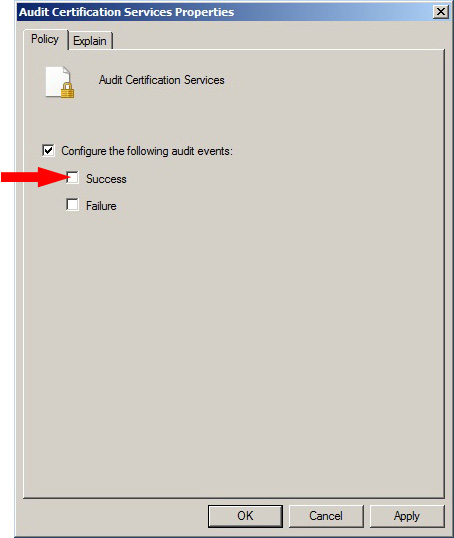 Audit Certification Services Properties
Policy
Explain
Audit Certification Services
Configure the following audit events:
Success
Failure
OK
Cancel
Apply